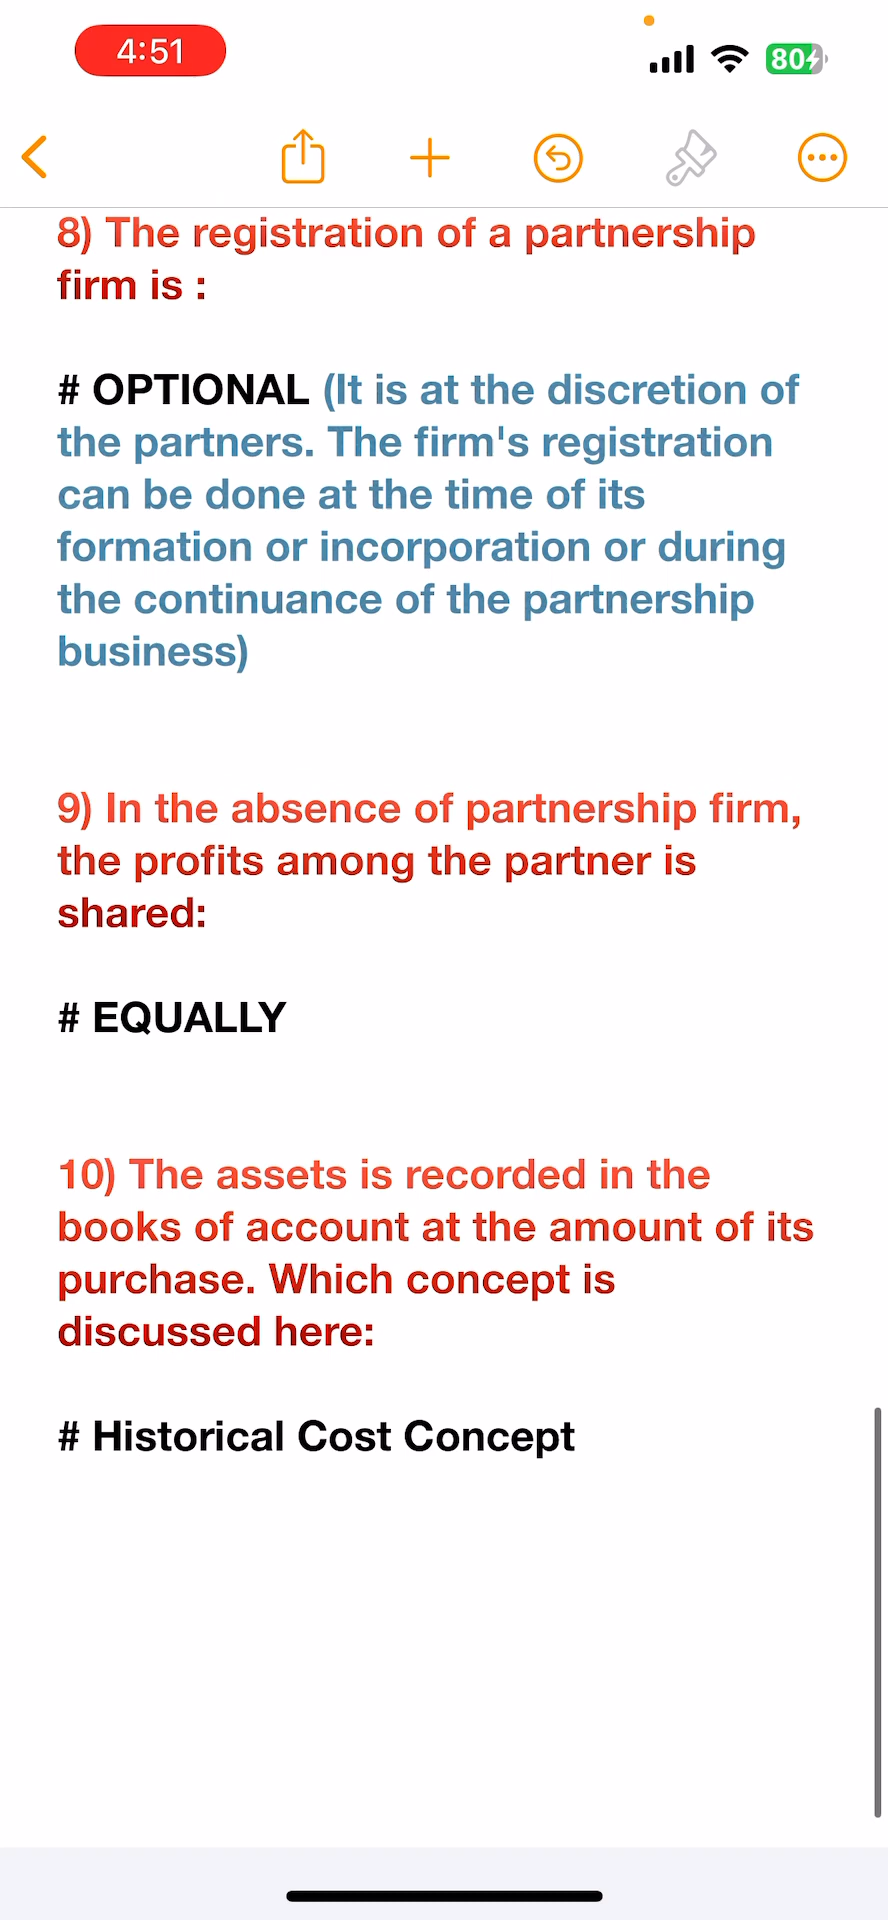 4:51
80
8) The registration of a partnership
firm is :
# OPTIONAL (It is at the discretion of
the partners. The firm's registration
can be done at the time of its
formation or incorporation or during
the continuance of the partnership
business)
9) In the absence of partnership firm,
the profits among the partner is
shared:
# EQUALLY
10) The assets is recorded in the
books of account at the amount of its
purchase. Which concept is
discussed here:
# Historical Cost Concept